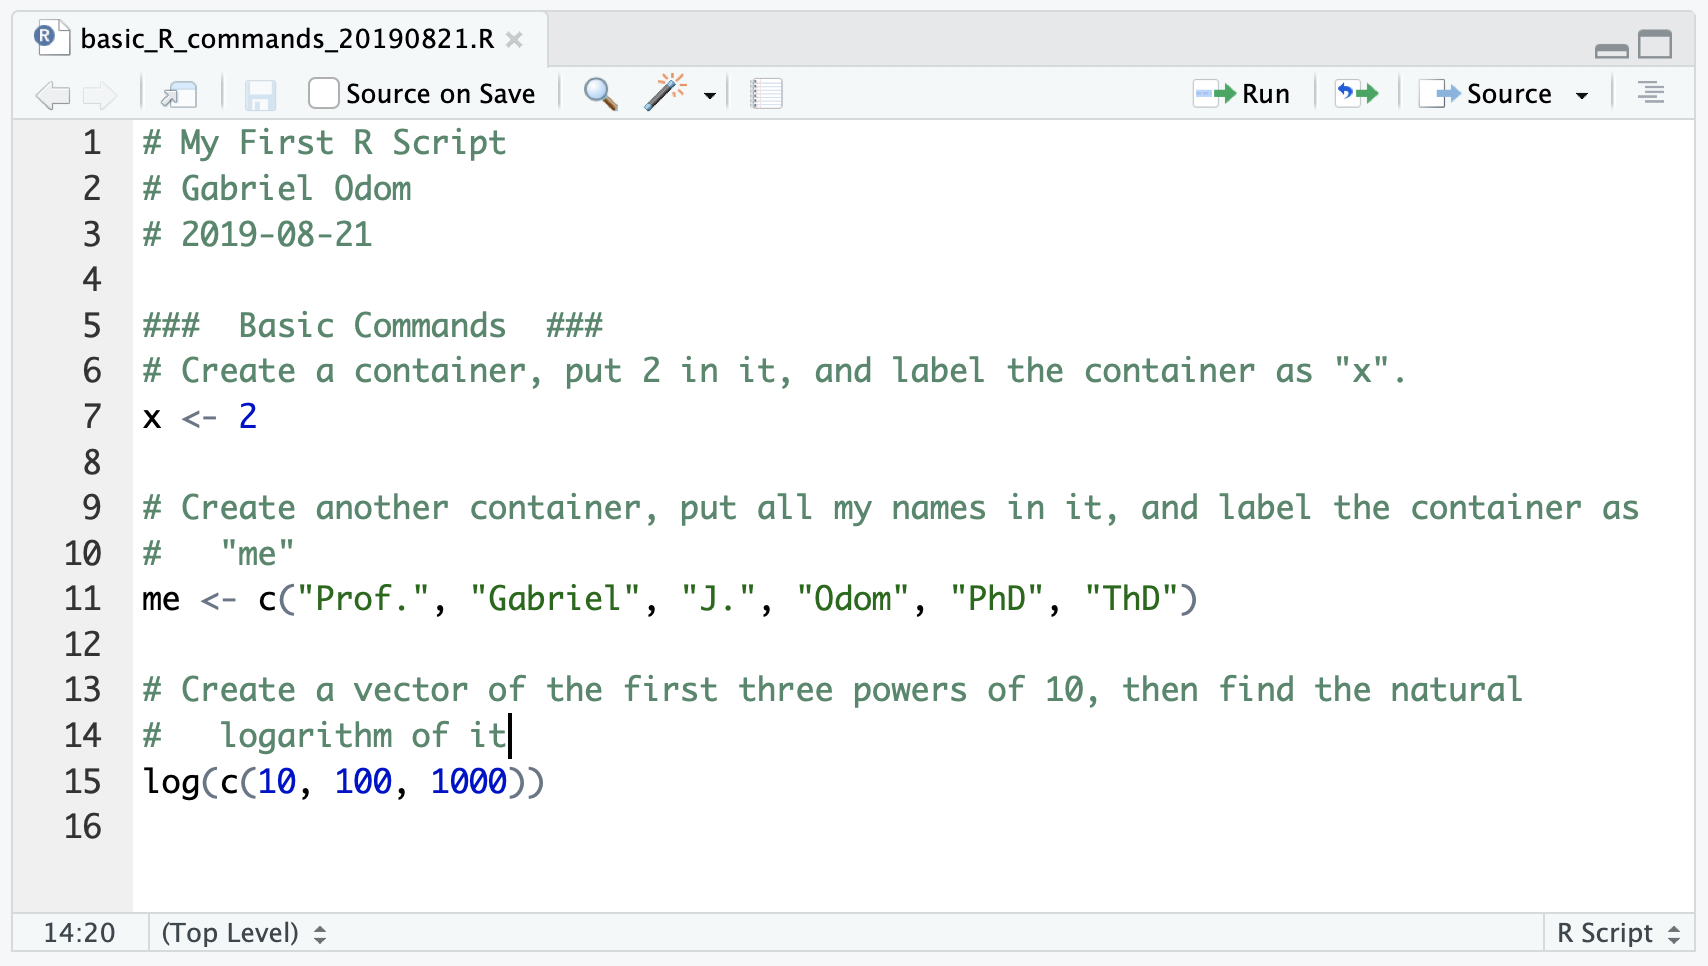 basic_R_commands_20190821.R
Source on Save Run Source
1 # My First R Script
2 # Gabriel Odom
3 # 2019-08-21
4
5 ###  Basic Commands  ###
6 # Create a container, put 2 in it, and label the container as "x".
7 x <- 2
8
9 # Create another container, put all my names in it, and label the container as
10 #   "me"
11 me <- c("Prof.", "Gabriel", "J.", "Odom", "PhD", "ThD")
12
13 # Create a vector of the first three powers of 10, then find the natural
14 #   logarithm of it
15 log(c(10, 100, 1000))
16
14:20 (Top Level) R Script